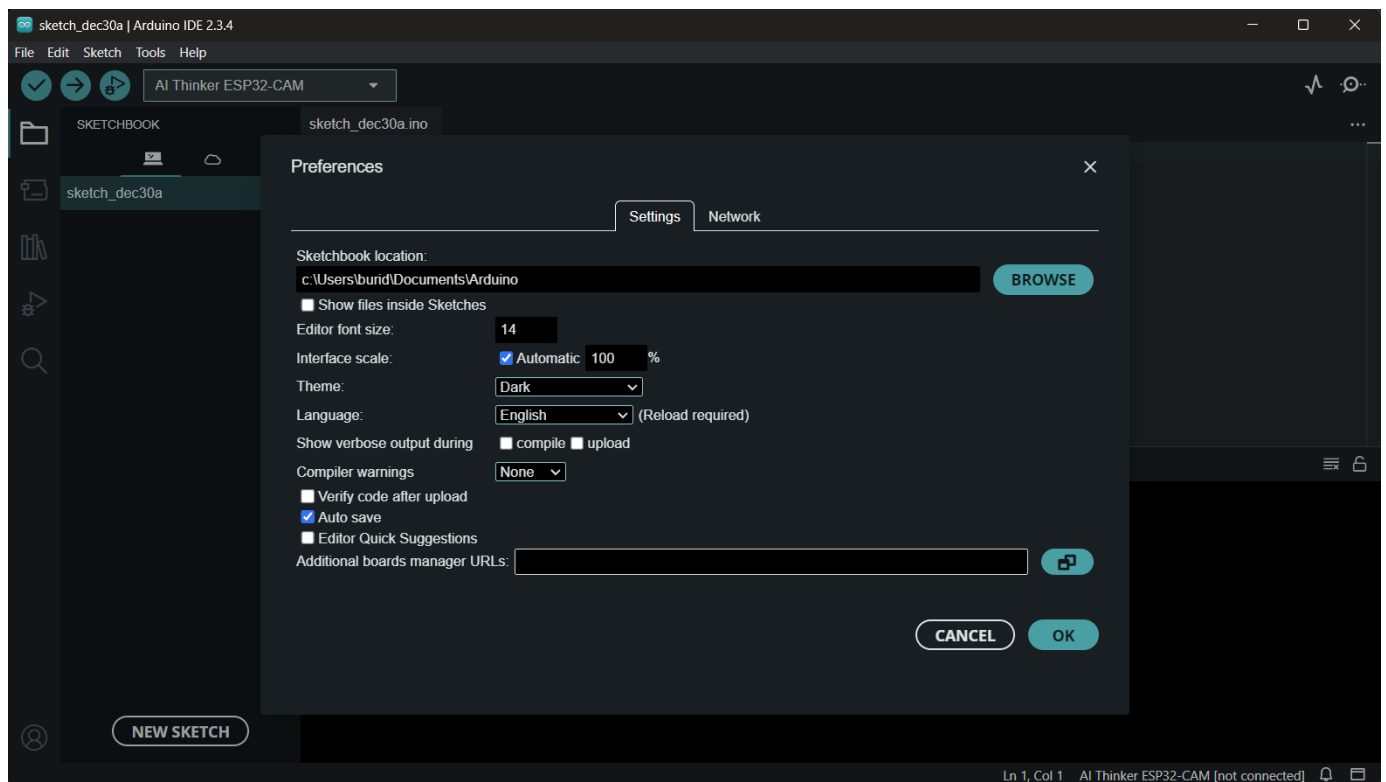 sketch_dec30a | Arduino IDE 2.3.4
File Edit Sketch Tools Help
AI Thinker ESP32-CAM
SKETCHBOOK
sketch_dec30a.ino
sketch_dec30a
Preferences
Settings Network
Sketchbook location:
c:\Users\burid\Documents\Arduino
BROWSE
Show files inside Sketches
Editor font size: 14
Interface scale: Automatic 100 %
Theme: Dark
Language: English (Reload required)
Show verbose output during compile upload
Compiler warnings None
Verify code after upload
Auto save
Editor Quick Suggestions
Additional boards manager URLs:
CANCEL OK
NEW SKETCH
Ln 1, Col 1 AI Thinker ESP32-CAM [not connected]